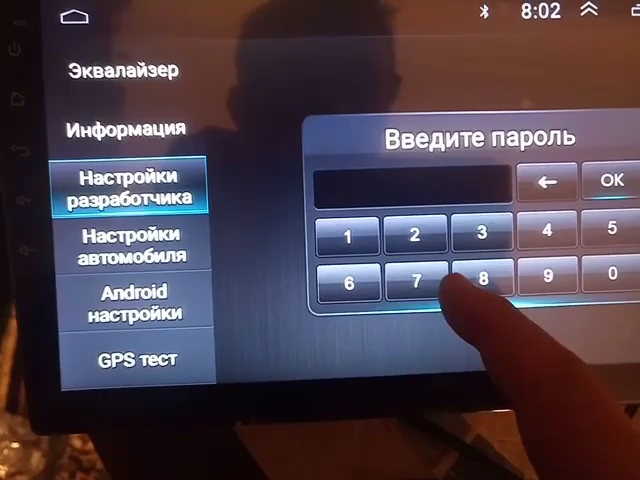 8:02
Эквалайзер
Информация
Настройки
разработчика
Настройки
автомобиля
Android
настройки
GPS тест
Введите пароль
← OK
1 2 3 4 5
6 7 8 9 0